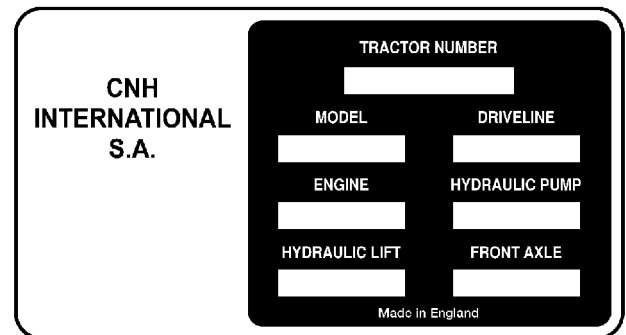 CNH
INTERNATIONAL
S.A.
TRACTOR NUMBER
MODEL DRIVELINE
ENGINE HYDRAULIC PUMP
HYDRAULIC LIFT FRONT AXLE
Made in England